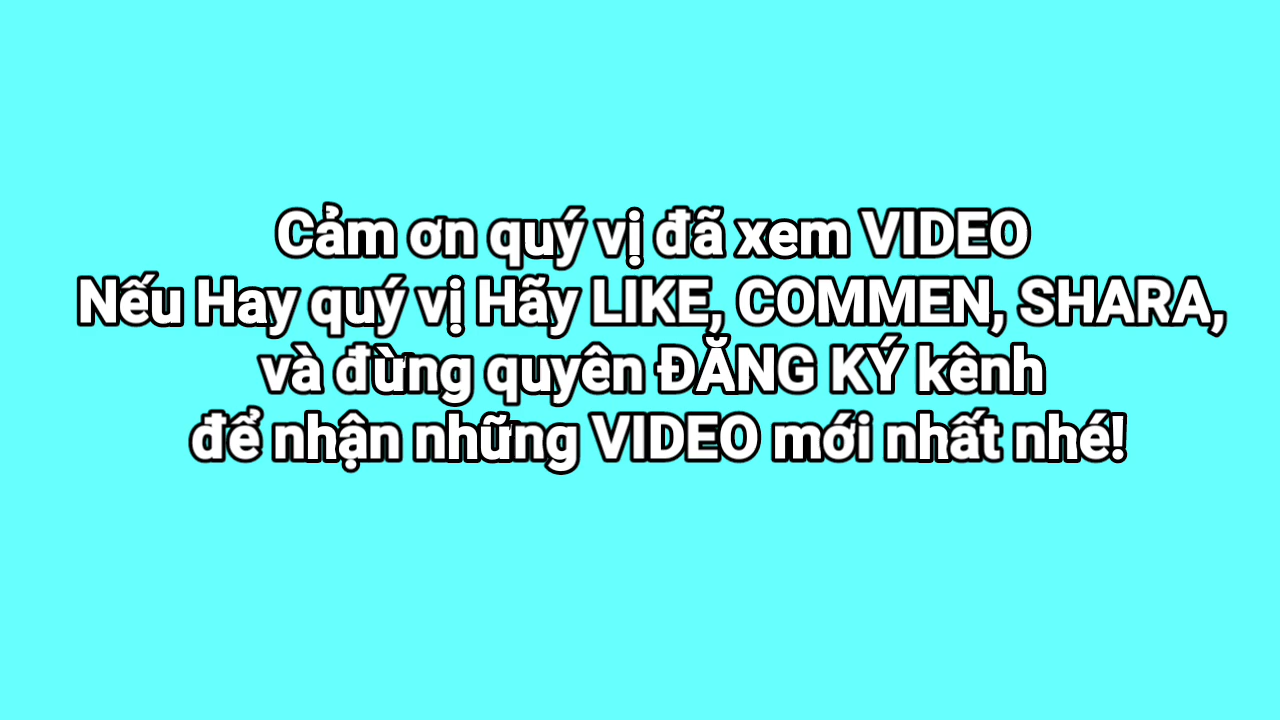 Cảm ơn quý vị đã xem VIDEO
Nếu Hay quý vị Hãy LIKE, COMMEN, SHARA,
và đừng quyên ĐĂNG KÝ kênh
để nhận những VIDEO mới nhất nhé!